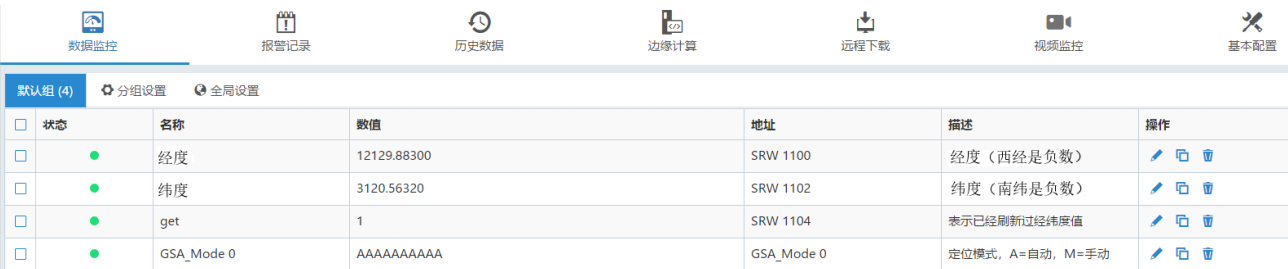 数据监控 报警记录 历史数据 边缘计算 远程下载 视频监控 基本配置
默认组 (4) 分组设置 全局设置
状态 名称 数值 地址 描述 操作
经度 12129.88300 SRW 1100 经度（西经是负数）
纬度 3120.56320 SRW 1102 纬度（南纬是负数）
get 1 SRW 1104 表示已经刷新过经纬度值
GSA_Mode 0 AAAAAAAAAA GSA_Mode 0 定位模式，A=自动，M=手动